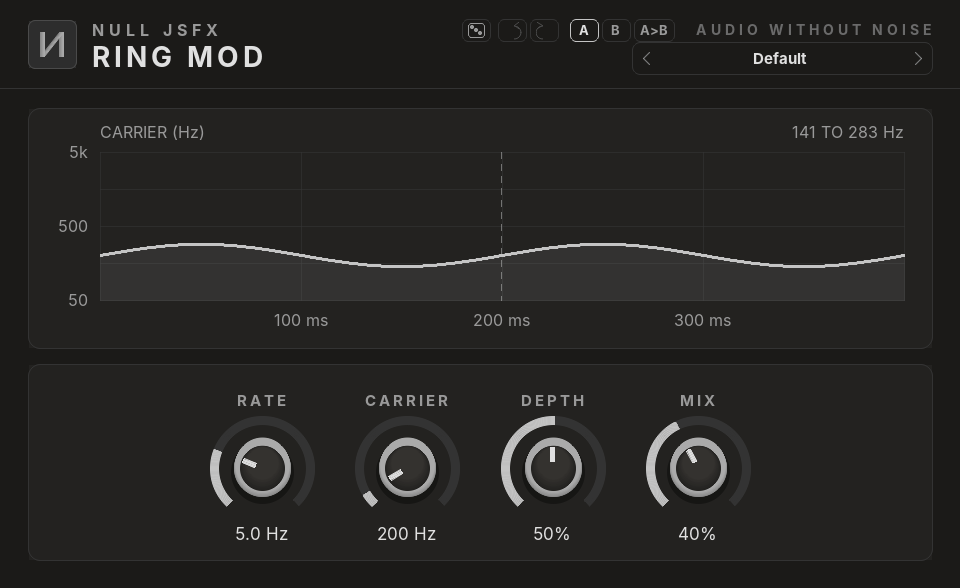 NULL JSFX
RING MOD
A B A>B AUDIO WITHOUT NOISE
Default
CARRIER (Hz) 141 TO 283 Hz
5k
500
50
100 ms 200 ms 300 ms
RATE CARRIER DEPTH MIX
5.0 Hz 200 Hz 50% 40%